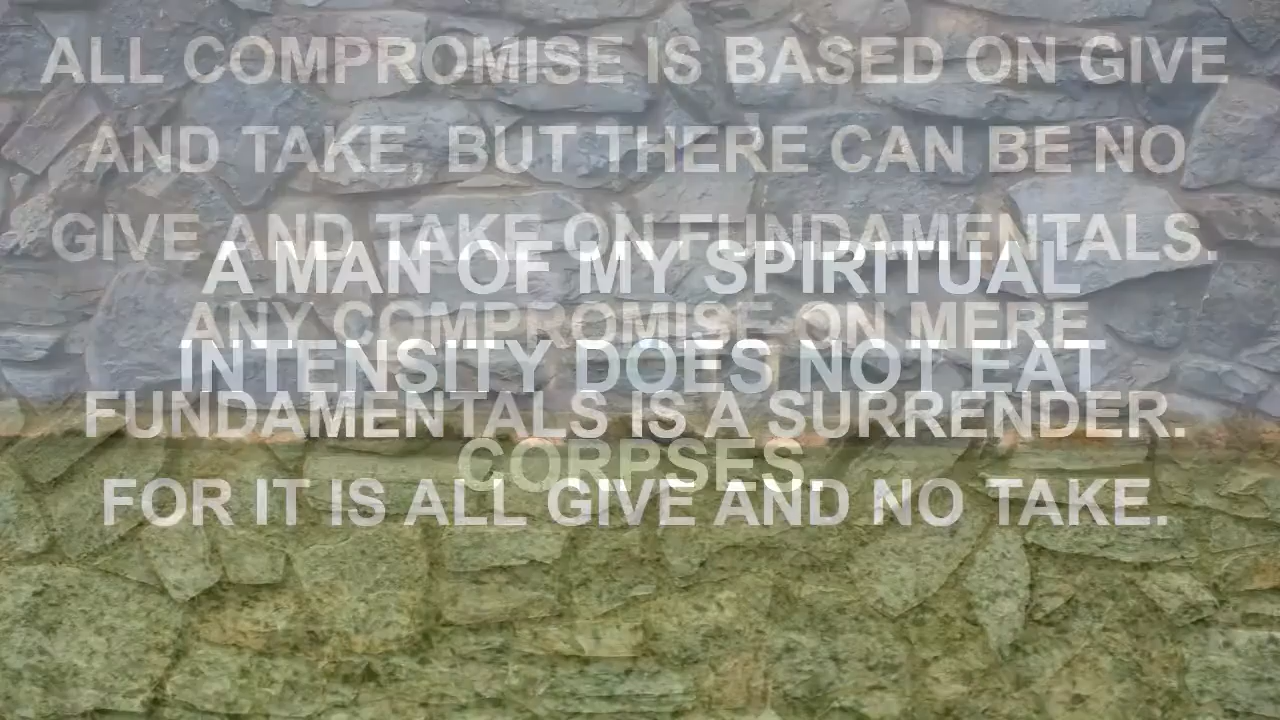 ALL COMPROMISE IS BASED ON GIVE
AND TAKE, BUT THERE CAN BE NO
GIVE AND TAKE ON FUNDAMENTALS.
A MAN OF MY SPIRITUAL
ANY COMPROMISE ON MERE
INTENSITY DOES NOT EAT
FUNDAMENTALS IS A SURRENDER.
CORPSES.
FOR IT IS ALL GIVE AND NO TAKE.